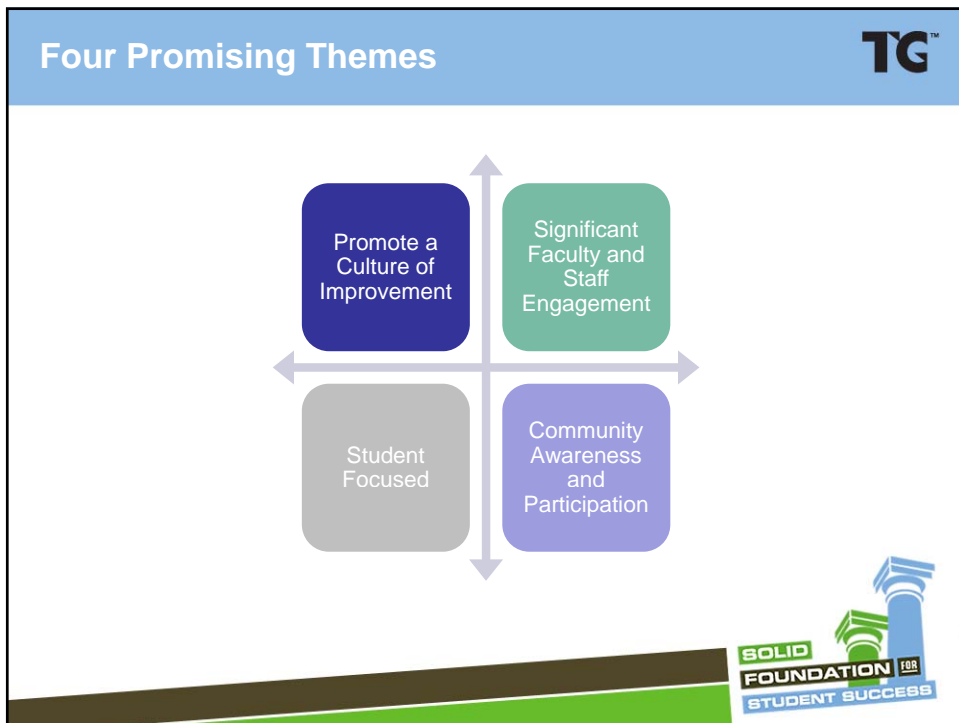 Four Promising Themes
TG™
Promote a
Culture of
Improvement
Significant
Faculty and
Staff
Engagement
Student
Focused
Community
Awareness
and
Participation
SOLID
FOUNDATION FOR
STUDENT SUCCESS